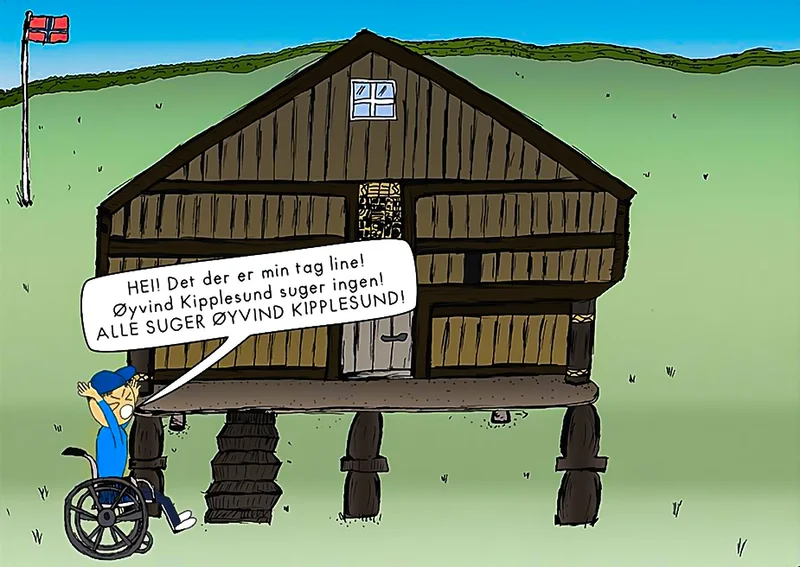 HEI! Det der er min tag line!
Øyvind Kipplesund suger ingen!
ALLE SUGER ØYVIND KIPPLESUND!